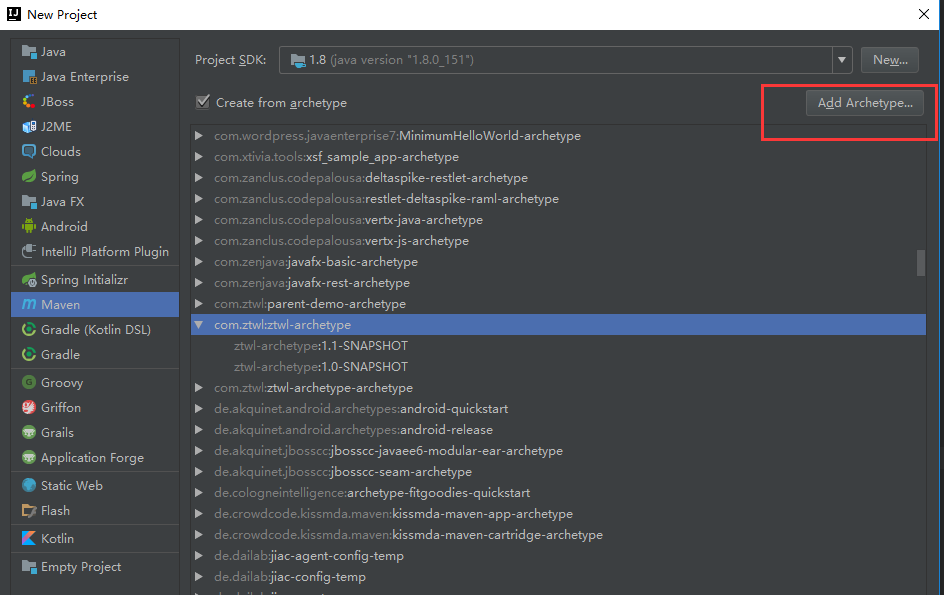 New Project
Java
Java Enterprise
JBoss
J2ME
Clouds
Spring
Java FX
Android
IntelliJ Platform Plugin
Spring Initializr
Maven
Gradle (Kotlin DSL)
Gradle
Groovy
Griffon
Grails
Application Forge
Static Web
Flash
Kotlin
Empty Project
Project SDK: 1.8 (java version "1.8.0_151") New...
Create from archetype Add Archetype...
com.wordpress.javaenterprise7:MinimumHelloWorld-archetype
com.xtivia.tools:xsf_sample_app-archetype
com.zanclus.codepalousa:deltaspike-restlet-archetype
com.zanclus.codepalousa:restlet-deltaspike-raml-archetype
com.zanclus.codepalousa:vertx-java-archetype
com.zanclus.codepalousa:vertx-js-archetype
com.zenjava:javafx-basic-archetype
com.zenjava:javafx-rest-archetype
com.ztwl:parent-demo-archetype
com.ztwl:ztwl-archetype
ztwl-archetype:1.1-SNAPSHOT
ztwl-archetype:1.0-SNAPSHOT
com.ztwl:ztwl-archetype-archetype
de.akquinet.android.archetypes:android-quickstart
de.akquinet.android.archetypes:android-release
de.akquinet.jbosscc:jbosscc-javaee6-modular-ear-archetype
de.akquinet.jbosscc:jbosscc-seam-archetype
de.cologneintelligence:archetype-fitgoodies-quickstart
de.crowdcode.kissmda.maven:kissmda-maven-app-archetype
de.crowdcode.kissmda.maven:kissmda-maven-cartridge-archetype
de.dailab:jiac-agent-config-temp
de.dailab:jiac-config-temp